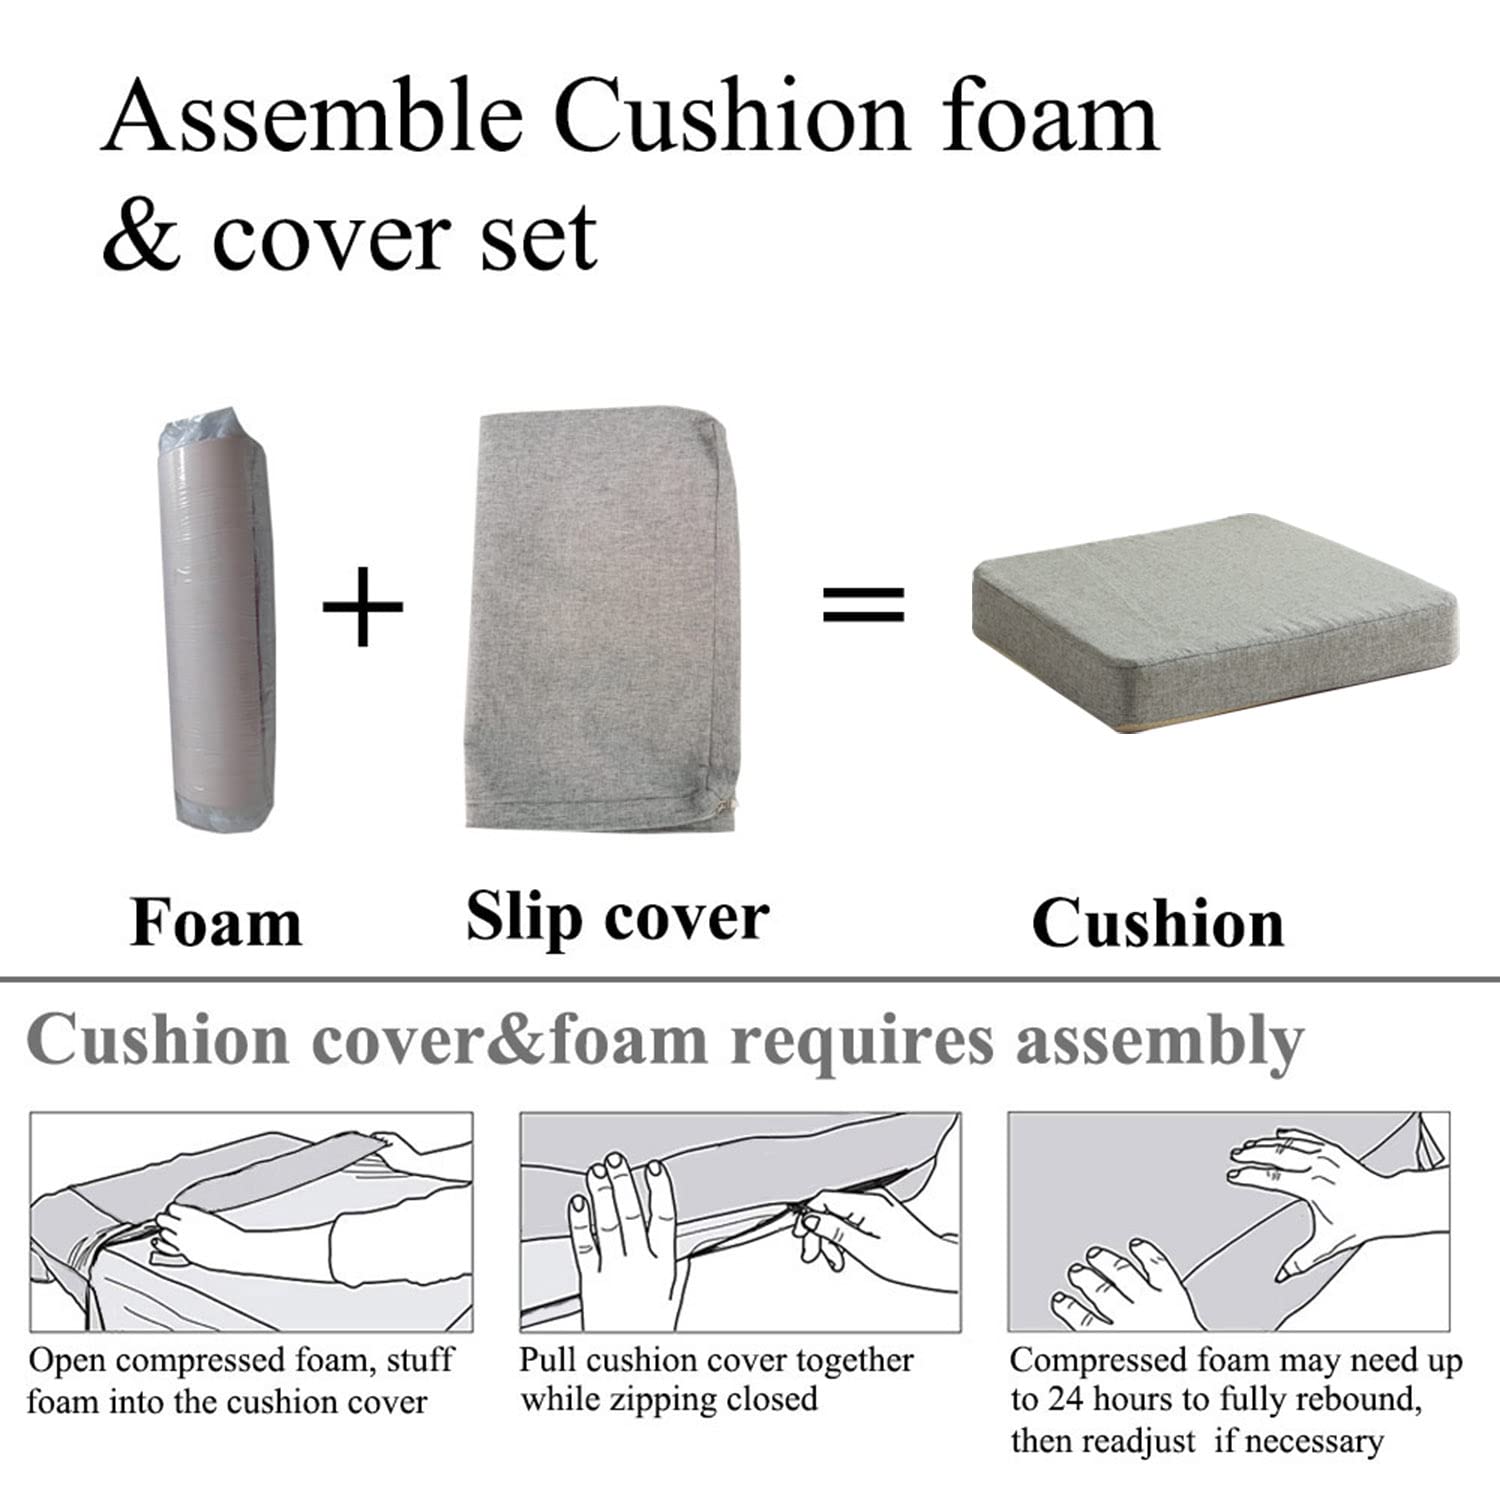 Assemble Cushion foam
& cover set
Foam
Slip cover
Cushion
Cushion cover&foam requires assembly
Open compressed foam, stuff
foam into the cushion cover
Pull cushion cover together
while zipping closed
Compressed foam may need up
to 24 hours to fully rebound,
then readjust if necessary